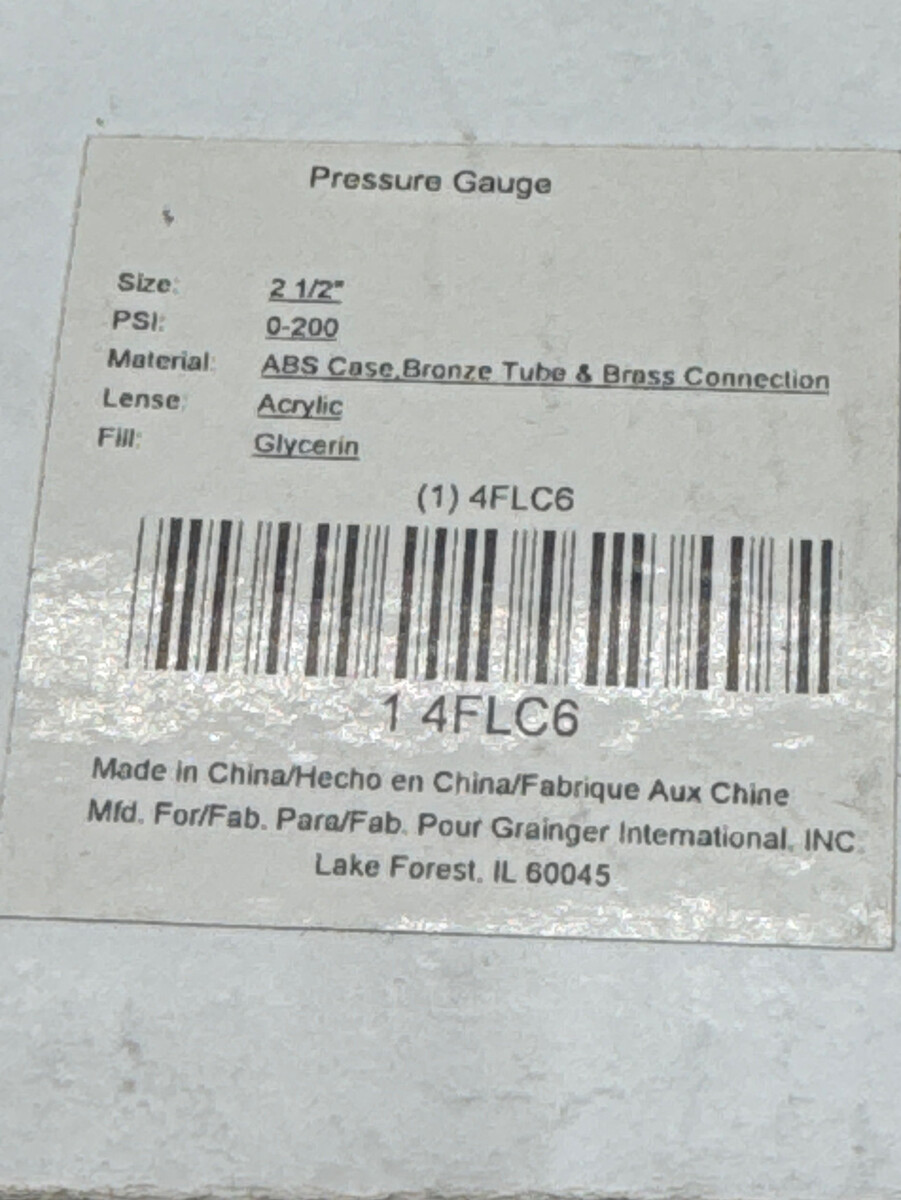 Pressure Gauge
Size: 2 1/2"
PSI: 0-200
Material: ABS Case,Bronze Tube & Brass Connection
Lense: Acrylic
Fill: Glycerin
(1) 4FLC6
1 4FLC6
Made in China/Hecho en China/Fabrique Aux Chine
Mfd. For/Fab. Para/Fab. Pour Grainger International, INC.
Lake Forest, IL 60045